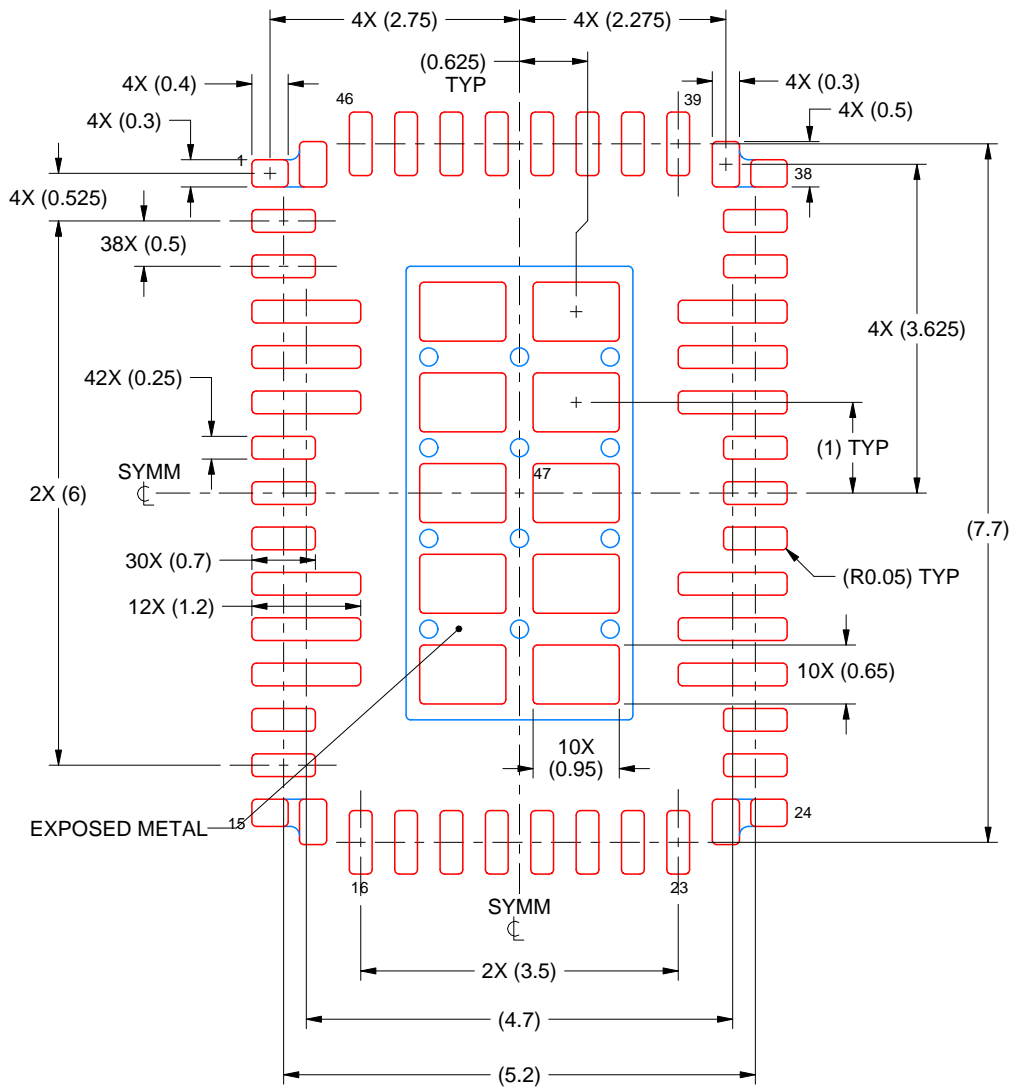 4X (2.75)
4X (2.275)
(0.625)
TYP
4X (0.4)
4X (0.3)
46
39
4X (0.3)
4X (0.5)
1
38
4X (0.525)
38X (0.5)
4X (3.625)
42X (0.25)
(1) TYP
SYMM
CL
47
2X (6)
(7.7)
30X (0.7)
(R0.05) TYP
12X (1.2)
10X (0.65)
10X
(0.95)
EXPOSED METAL
15
24
16
23
SYMM
CL
2X (3.5)
(4.7)
(5.2)